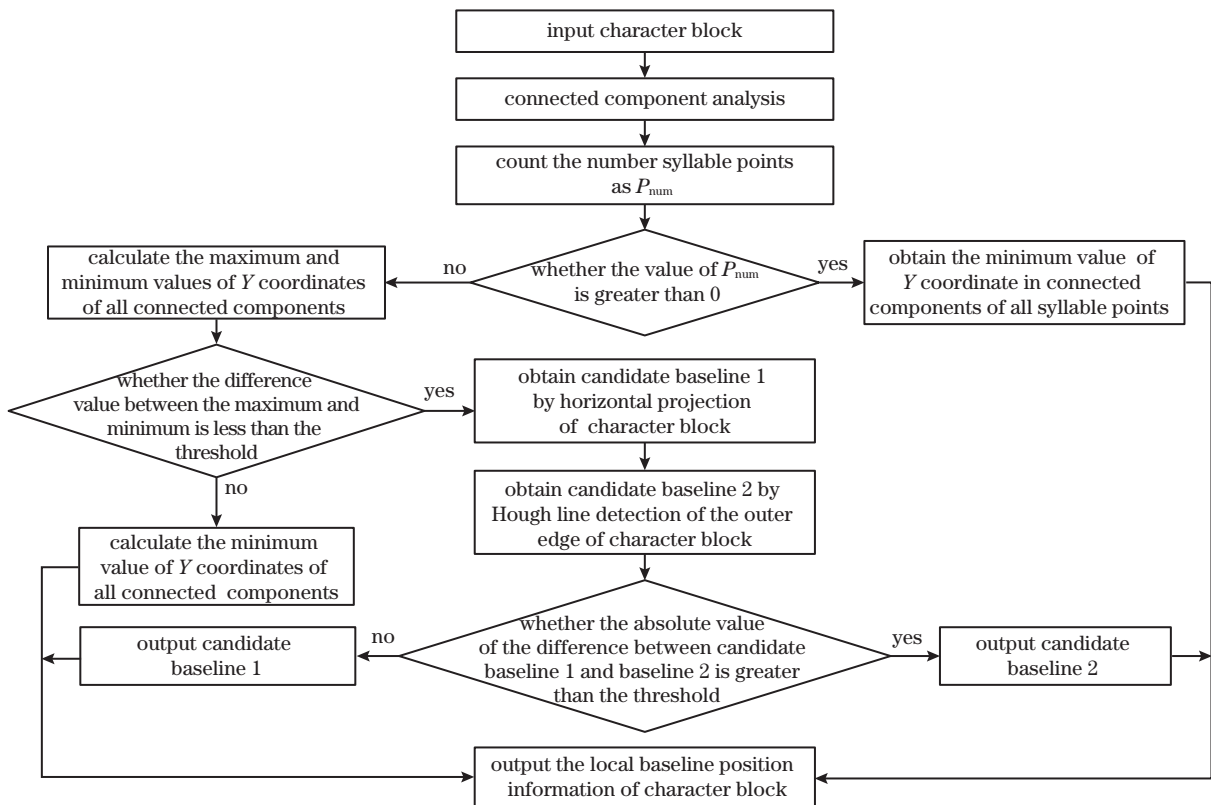 input character block
connected component analysis
count the number syllable points
as Pnum
whether the value of Pnum
is greater than 0
no
yes
calculate the maximum and
minimum values of Y coordinates
of all connected components
obtain the minimum value of
Y coordinate in connected
components of all syllable points
whether the difference
value between the maximum and
minimum is less than the
threshold
yes
no
obtain candidate baseline 1
by horizontal projection
of character block
obtain candidate baseline 2 by
Hough line detection of the outer
edge of character block
calculate the minimum
value of Y coordinates of
all connected components
whether the absolute value
of the difference between candidate
baseline 1 and baseline 2 is greater
than the threshold
no
yes
output candidate
baseline 1
output candidate
baseline 2
output the local baseline position
information of character block